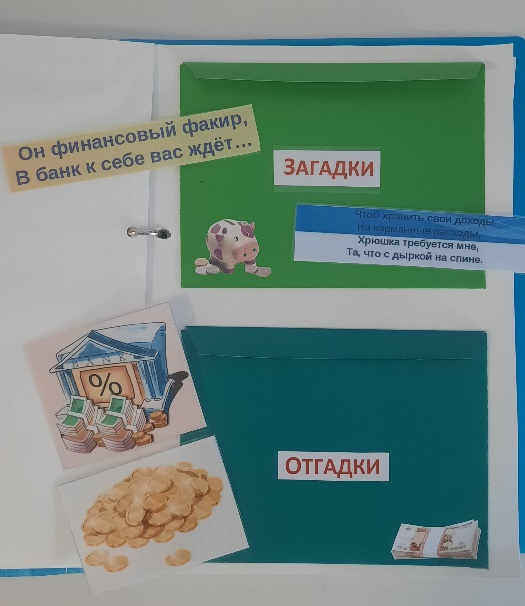 Он финансовый факир,
В банк к себе вас ждёт…
ЗАГАДКИ
Чтоб хранить свои доходы
На карманные расходы,
Хрюшка требуется мне,
Та, что с дыркой на спине.
BANK
%
ОТГАДКИ